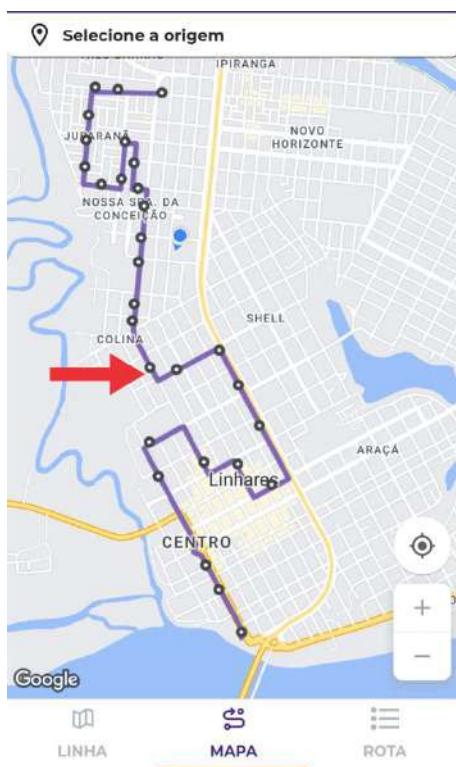 Selecione a origem
IPIRANGA
JUPARANÃ
NOVO
HORIZONTE
NOSSA SRA. DA
CONCEIÇÃO
SHELL
COLINA
ARAÇÁ
Linhares
CENTRO
+
−
Google
LINHA
MAPA
ROTA